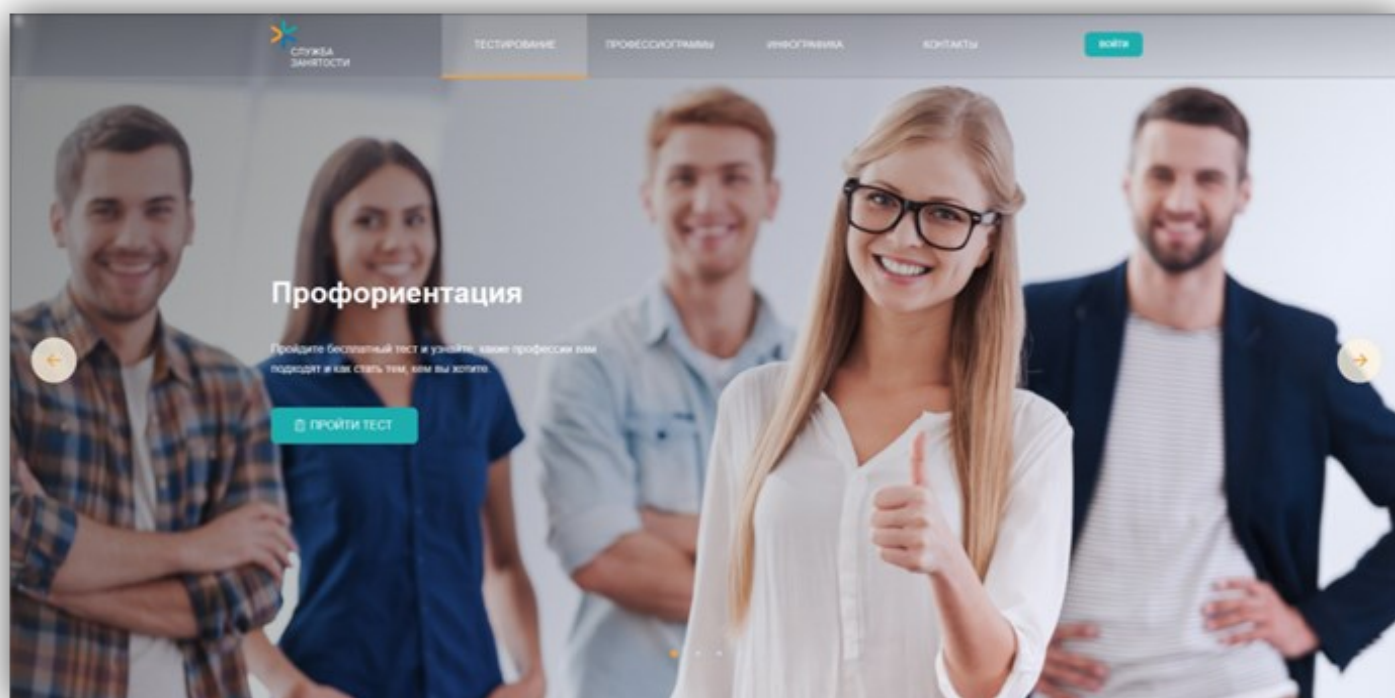 СЛУЖБА
ЗАНЯТОСТИ
ТЕСТИРОВАНИЕ
ПРОФЕССИОГРАММЫ
ИНФОГРАФИКА
КОНТАКТЫ
ВОЙТИ
Профориентация
Пройдите бесплатный тест и узнайте, какие профессии вам
подходят и как стать тем, кем вы хотите.
ПРОЙТИ ТЕСТ